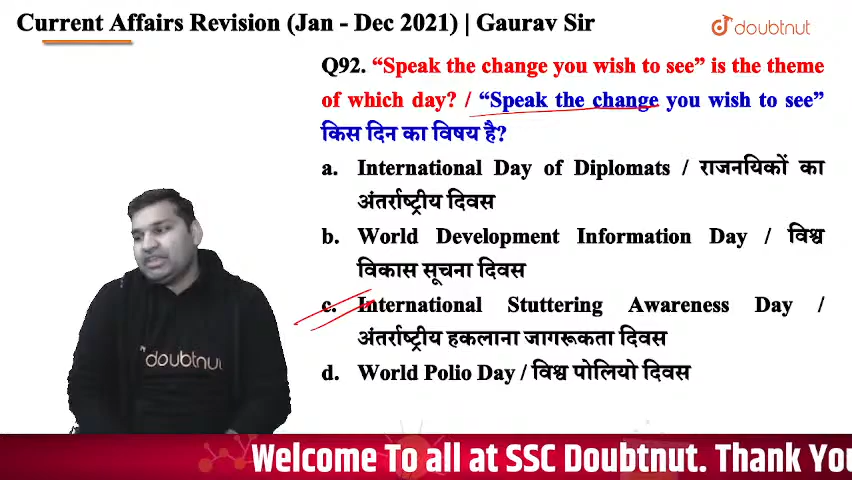 Current Affairs Revision (Jan - Dec 2021) | Gaurav Sir
doubtnut
Q92. “Speak the change you wish to see” is the theme
of which day? / “Speak the change you wish to see”
किस दिन का विषय है?
a. International Day of Diplomats / राजनयिकों का
अंतर्राष्ट्रीय दिवस
b. World Development Information Day / विश्व
विकास सूचना दिवस
c. International Stuttering Awareness Day /
अंतर्राष्ट्रीय हकलाना जागरूकता दिवस
d. World Polio Day / विश्व पोलियो दिवस
doubtnut
Welcome To all at SSC Doubtnut. Thank You